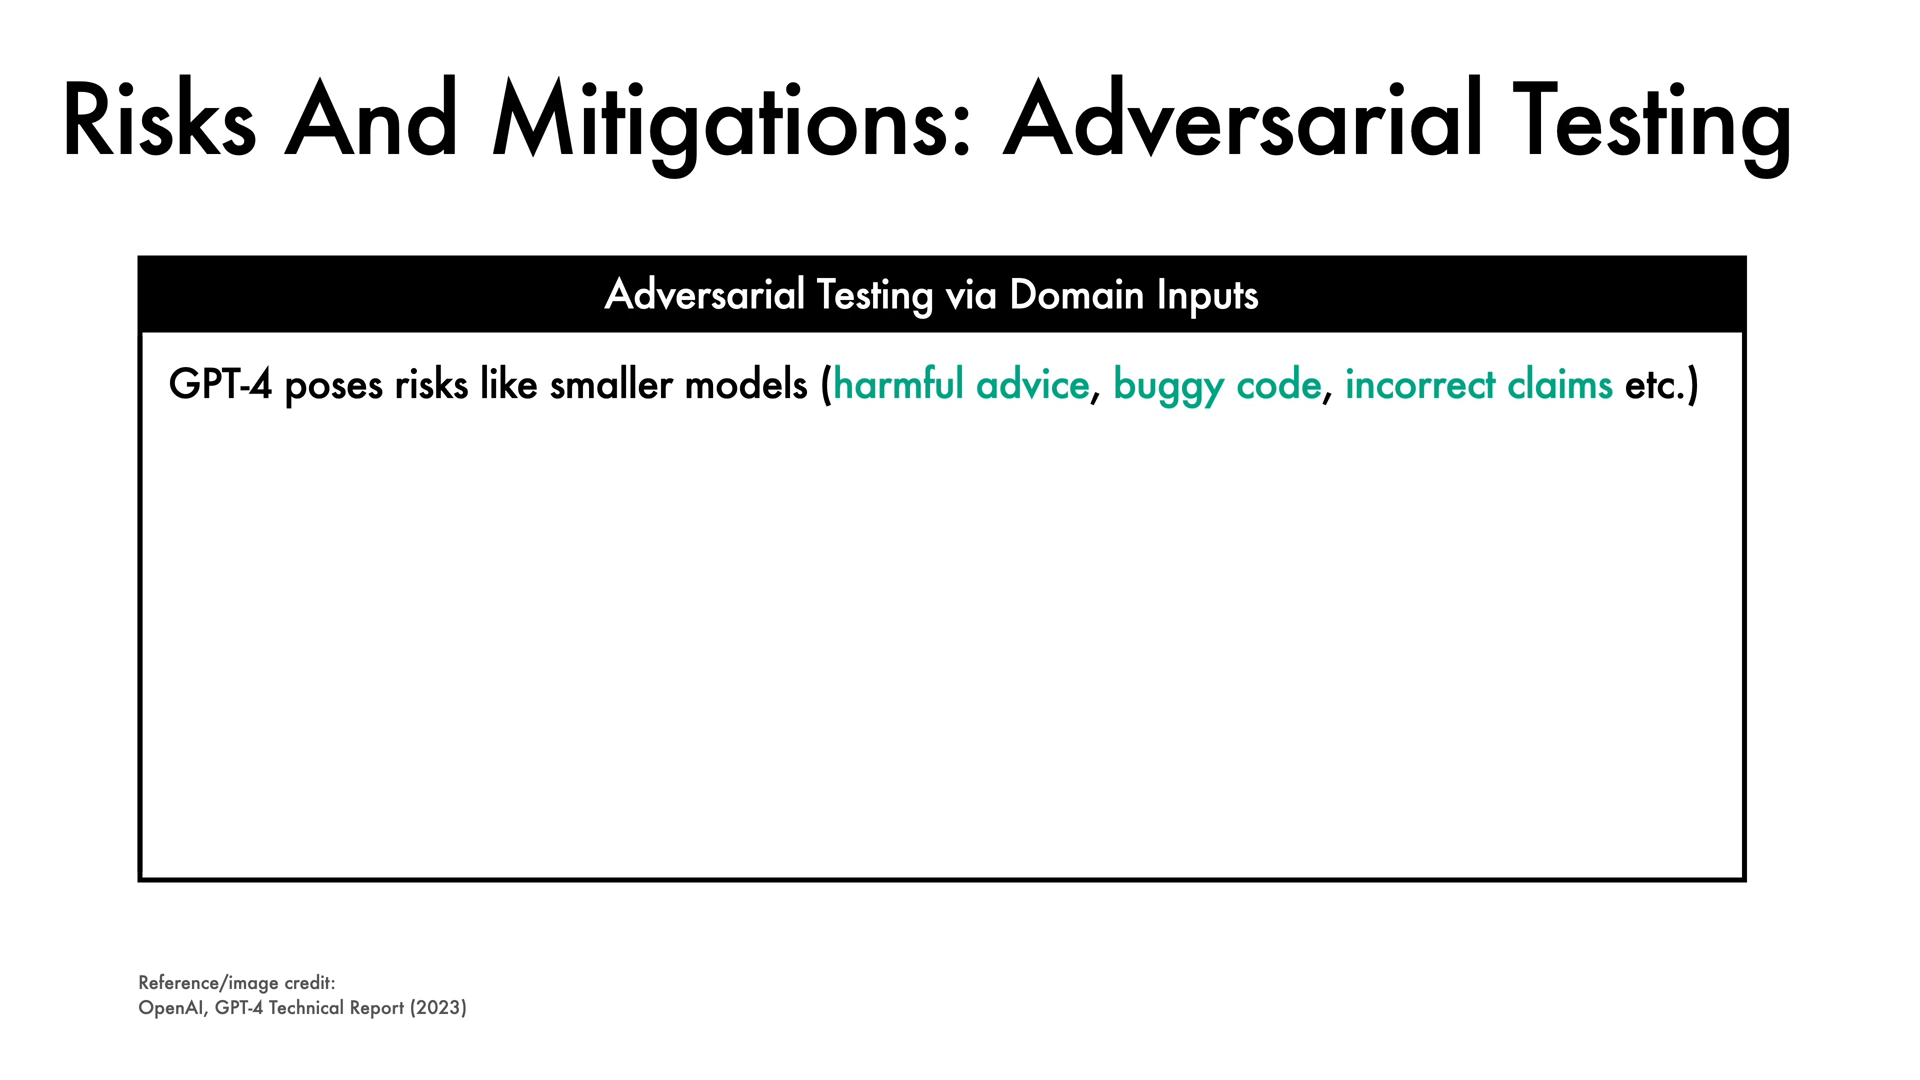 Risks And Mitigations: Adversarial Testing
Adversarial Testing via Domain Inputs
GPT-4 poses risks like smaller models (harmful advice, buggy code, incorrect claims etc.)
Reference/image credit:
OpenAI, GPT-4 Technical Report (2023)